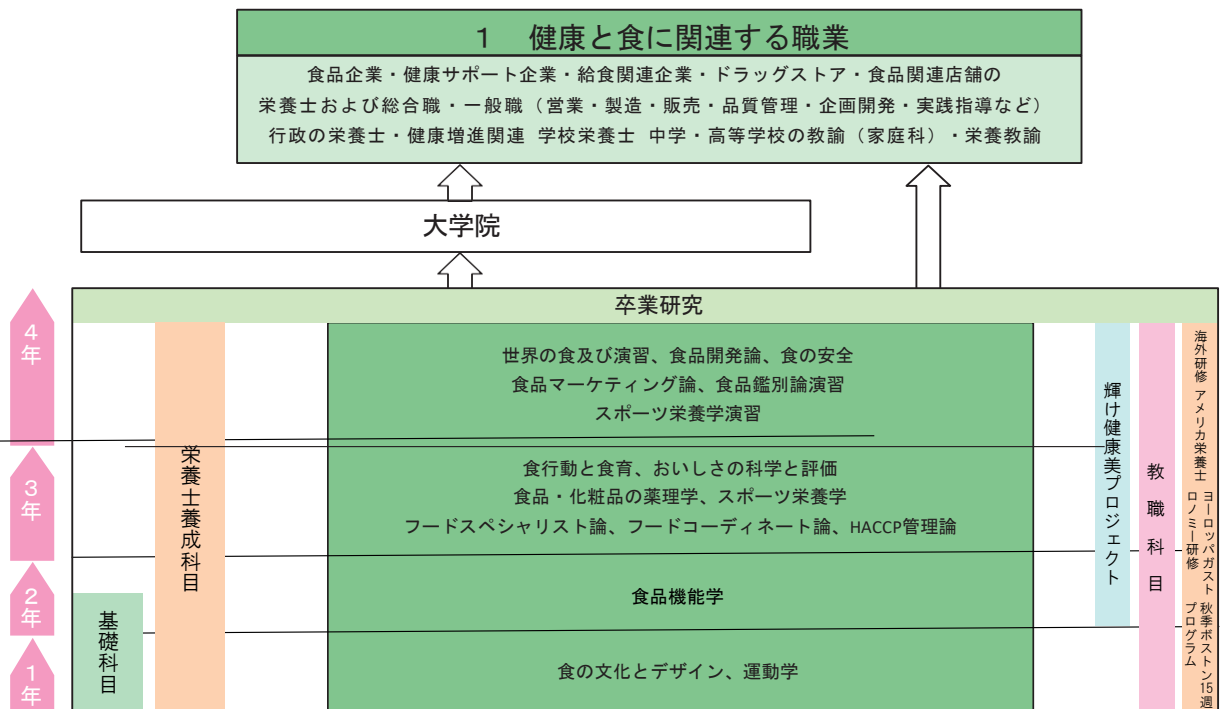 1 健康と食に関連する職業
食品企業・健康サポート企業・給食関連企業・ドラッグストア・食品関連店舗の
栄養士および総合職・一般職（営業・製造・販売・品質管理・企画開発・実践指導など）
行政の栄養士・健康増進関連 学校栄養士 中学・高等学校の教諭（家庭科）・栄養教諭
大学院
卒業研究
4年
世界の食及び演習、食品開発論、食の安全
食品マーケティング論、食品鑑別論演習
スポーツ栄養学演習
3年
食行動と食育、おいしさの科学と評価
食品・化粧品の薬理学、スポーツ栄養学
フードスペシャリスト論、フードコーディネート論、HACCP管理論
2年
食品機能学
1年
食の文化とデザイン、運動学
基礎科目
栄養士養成科目
輝け健康美プロジェクト
教職科目
海外研修 アメリカ栄養士
ヨーロッパガスト
ロノミー研修
秋季ボストン15週
プログラム